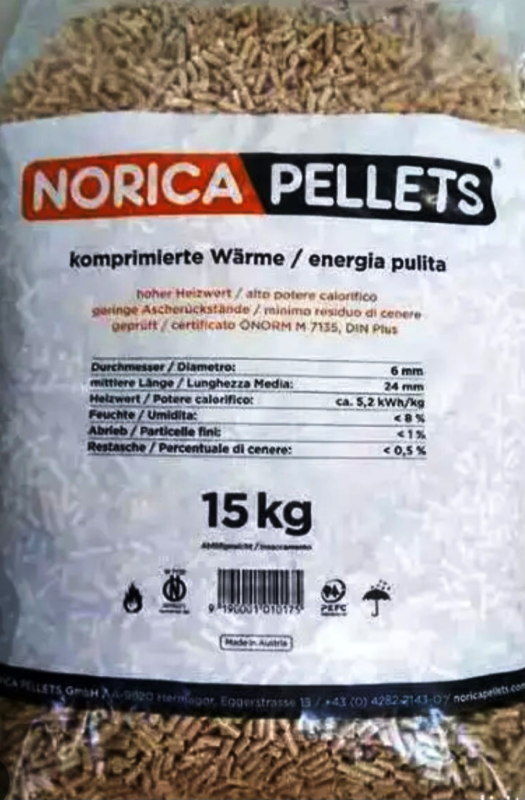 NORICA PELLETS
komprimierte Wärme / energia pulita
hoher Heizwert / alto potere calorifico
geringe Ascherückstände / minimo residuo di cenere
geprüft / certificato ÖNORM M 7135, DIN Plus
Durchmesser / Diametro: 6 mm
mittlere Länge / Lunghezza Media: 24 mm
Heizwert / Potere calorifico: ca. 5,2 kWh/kg
Feuchte / Umidita: < 8 %
Abrieb / Particelle fini: < 1 %
Restasche / Percentuale di cenere: < 0,5 %
15 kg
9 190001 010175
PEFC
Made in Austria
PELLETS GmbH / A-9620 Hermagor, Eggerstrasse 13 / +43 (0) 4282-2143-0 / noricapellets.com